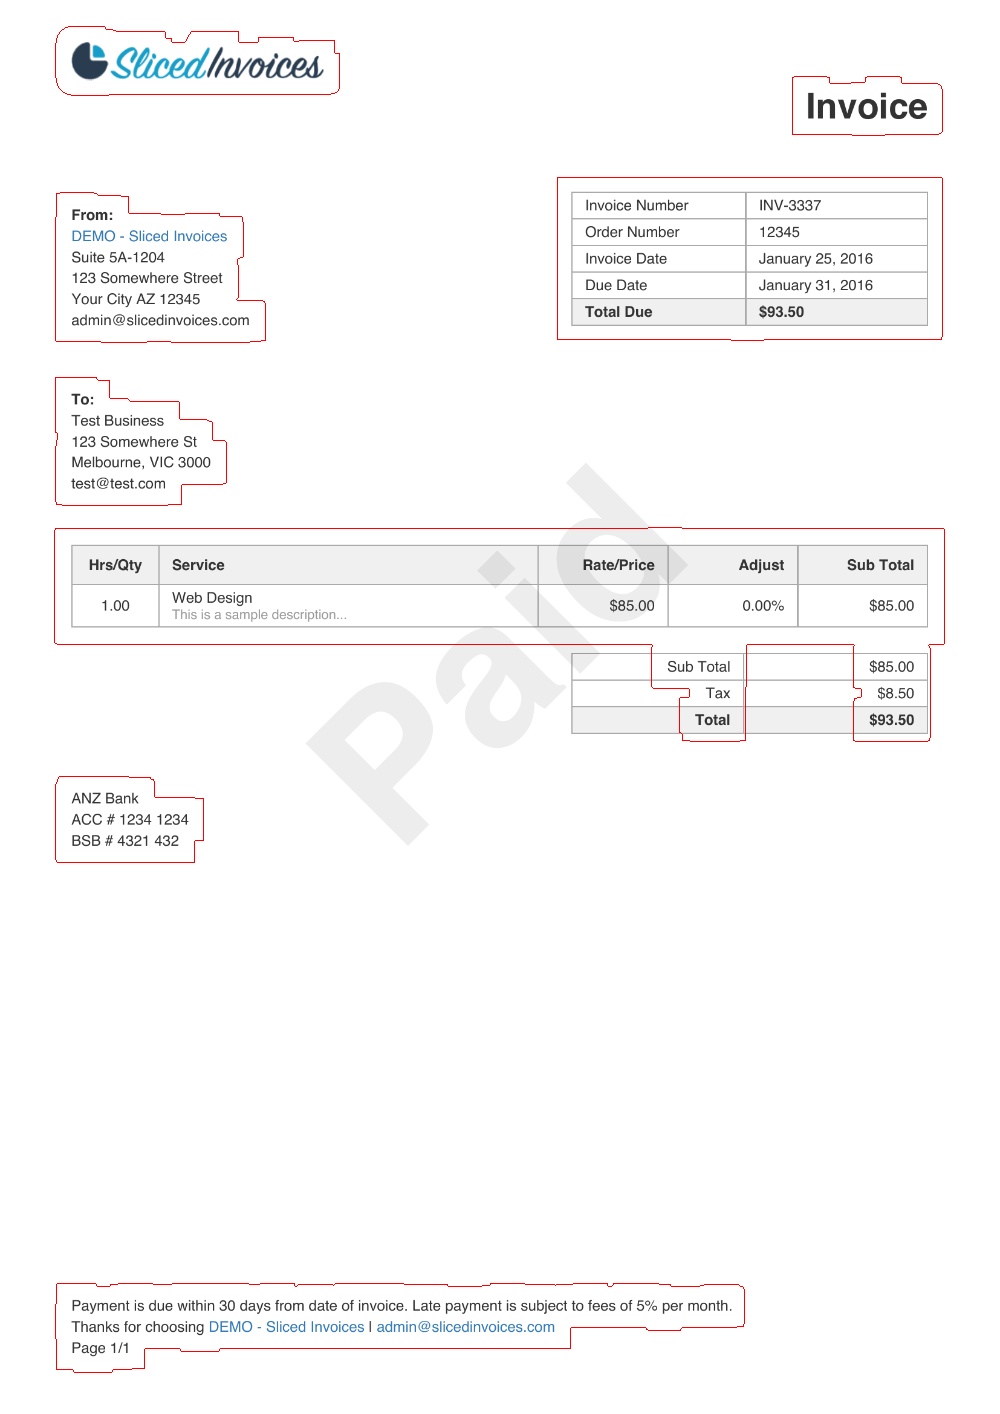 SlicedInvoices
Invoice
From:
DEMO - Sliced Invoices
Suite 5A-1204
123 Somewhere Street
Your City AZ 12345
admin@slicedinvoices.com
Invoice Number INV-3337
Order Number 12345
Invoice Date January 25, 2016
Due Date January 31, 2016
Total Due $93.50
To:
Test Business
123 Somewhere St
Melbourne, VIC 3000
test@test.com
Paid
Hrs/Qty Service Rate/Price Adjust Sub Total
1.00 Web Design $85.00 0.00% $85.00
This is a sample description...
Sub Total $85.00
Tax $8.50
Total $93.50
ANZ Bank
ACC # 1234 1234
BSB # 4321 432
Payment is due within 30 days from date of invoice. Late payment is subject to fees of 5% per month.
Thanks for choosing DEMO - Sliced Invoices | admin@slicedinvoices.com
Page 1/1